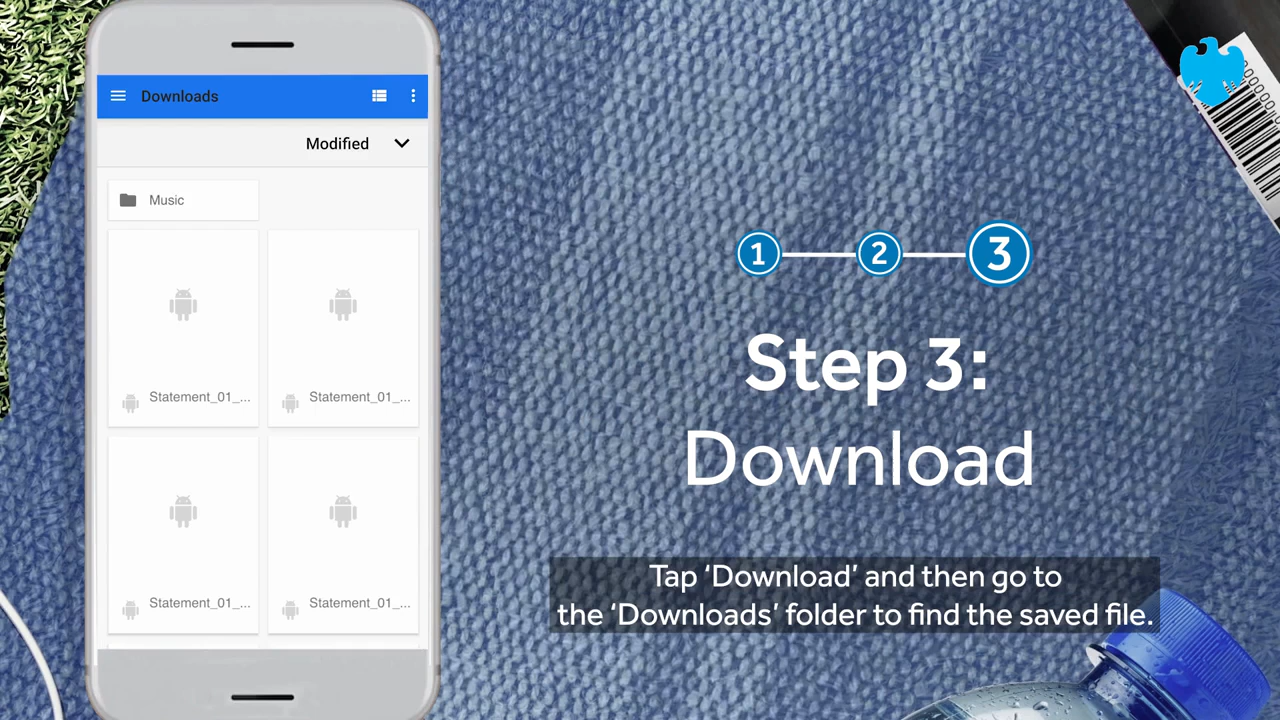 Downloads
Modified
Music
Statement_01_...
Statement_01_...
Statement_01_...
Statement_01_...
1
2
3
Step 3:
Download
Tap ‘Download’ and then go to
the ‘Downloads’ folder to find the saved file.